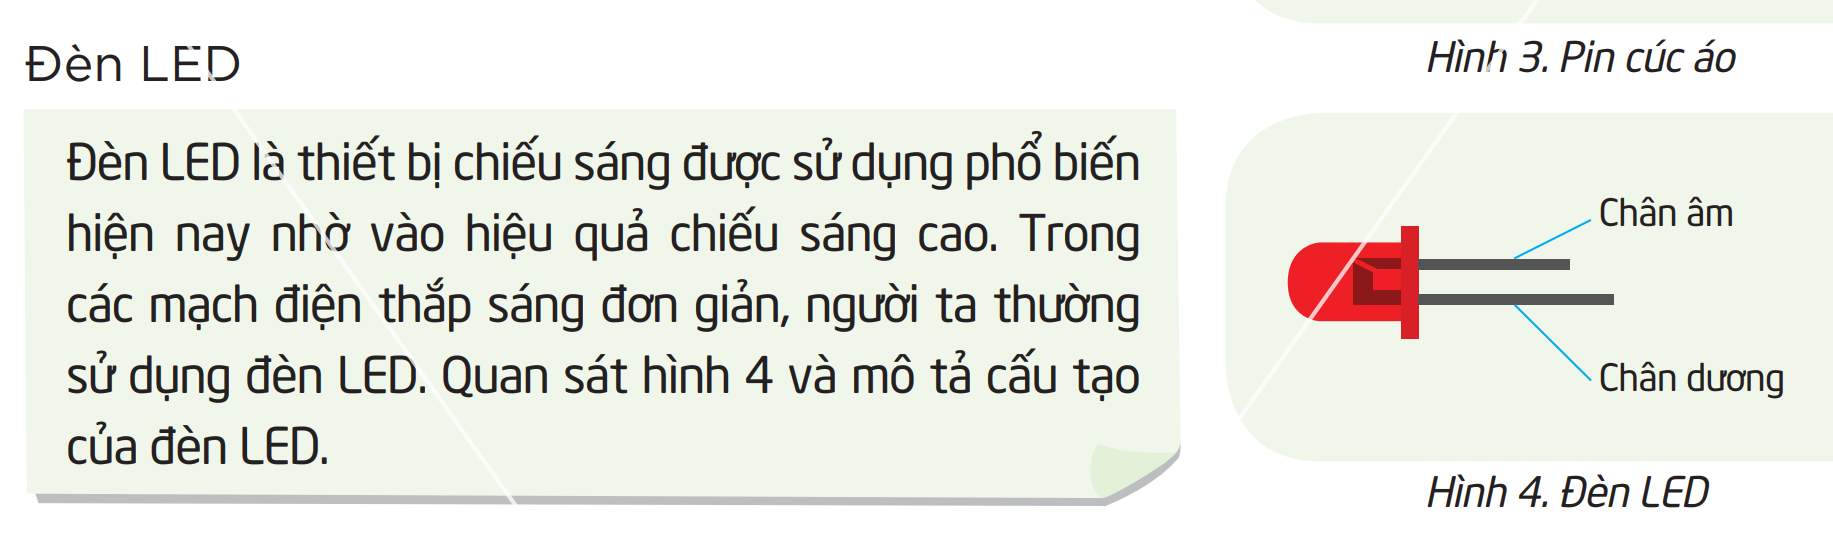 Đèn LED
Đèn LED là thiết bị chiếu sáng được sử dụng phổ biến
hiện nay nhờ vào hiệu quả chiếu sáng cao. Trong
các mạch điện thắp sáng đơn giản, người ta thường
sử dụng đèn LED. Quan sát hình 4 và mô tả cấu tạo
của đèn LED.
Hình 3. Pin cúc áo
Chân âm
Chân dương
Hình 4. Đèn LED